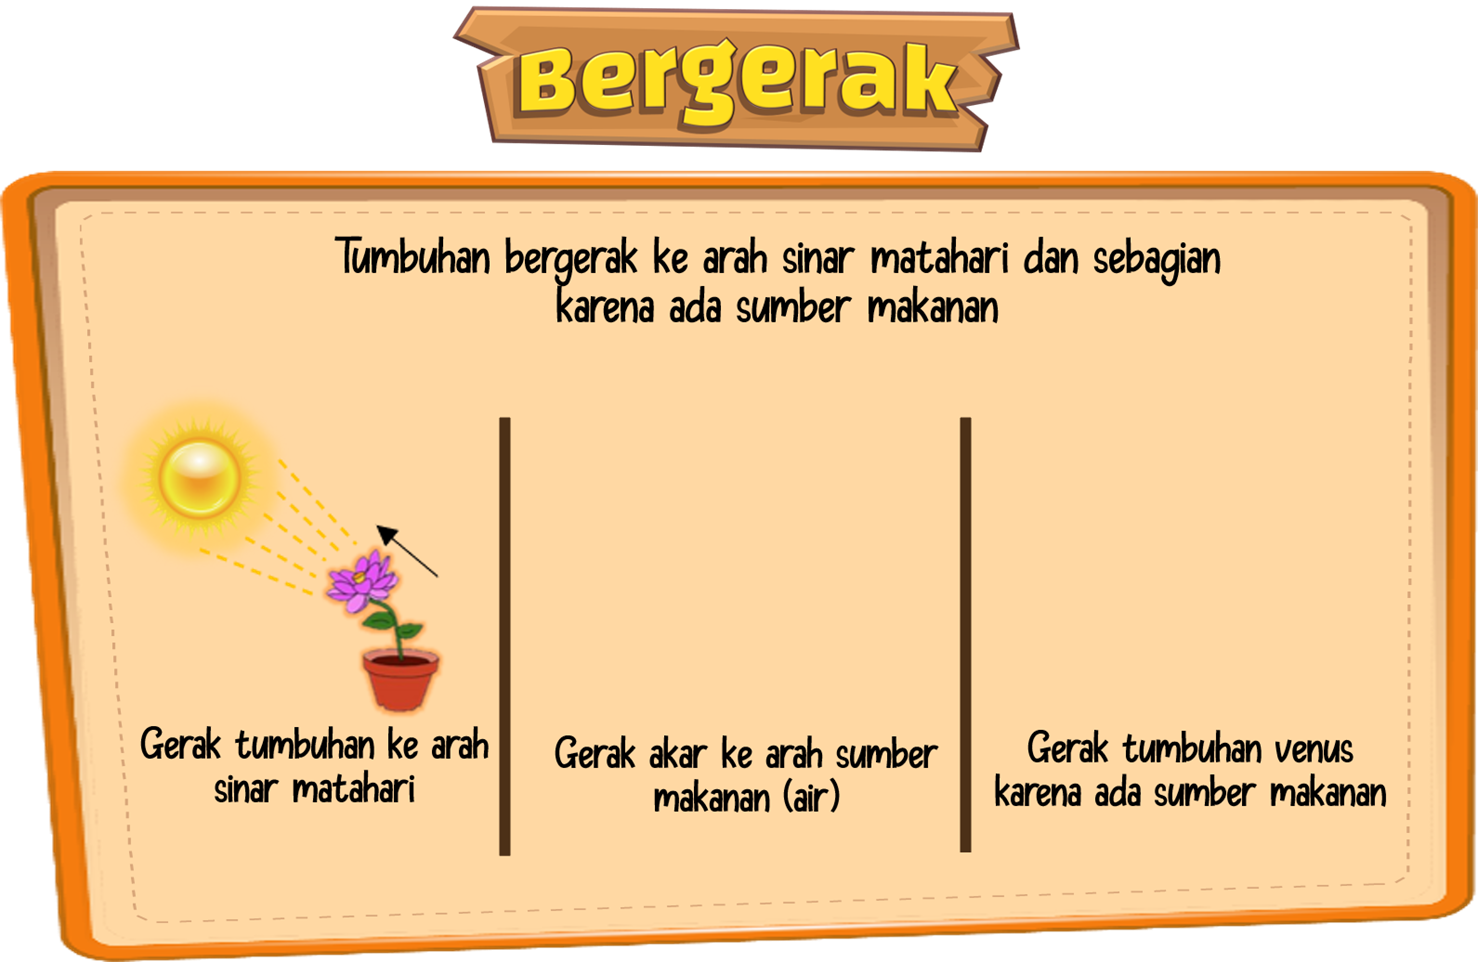 Bergerak
Tumbuhan bergerak ke arah sinar matahari dan sebagian
karena ada sumber makanan
Gerak tumbuhan ke arah
sinar matahari
Gerak akar ke arah sumber
makanan (air)
Gerak tumbuhan venus
karena ada sumber makanan